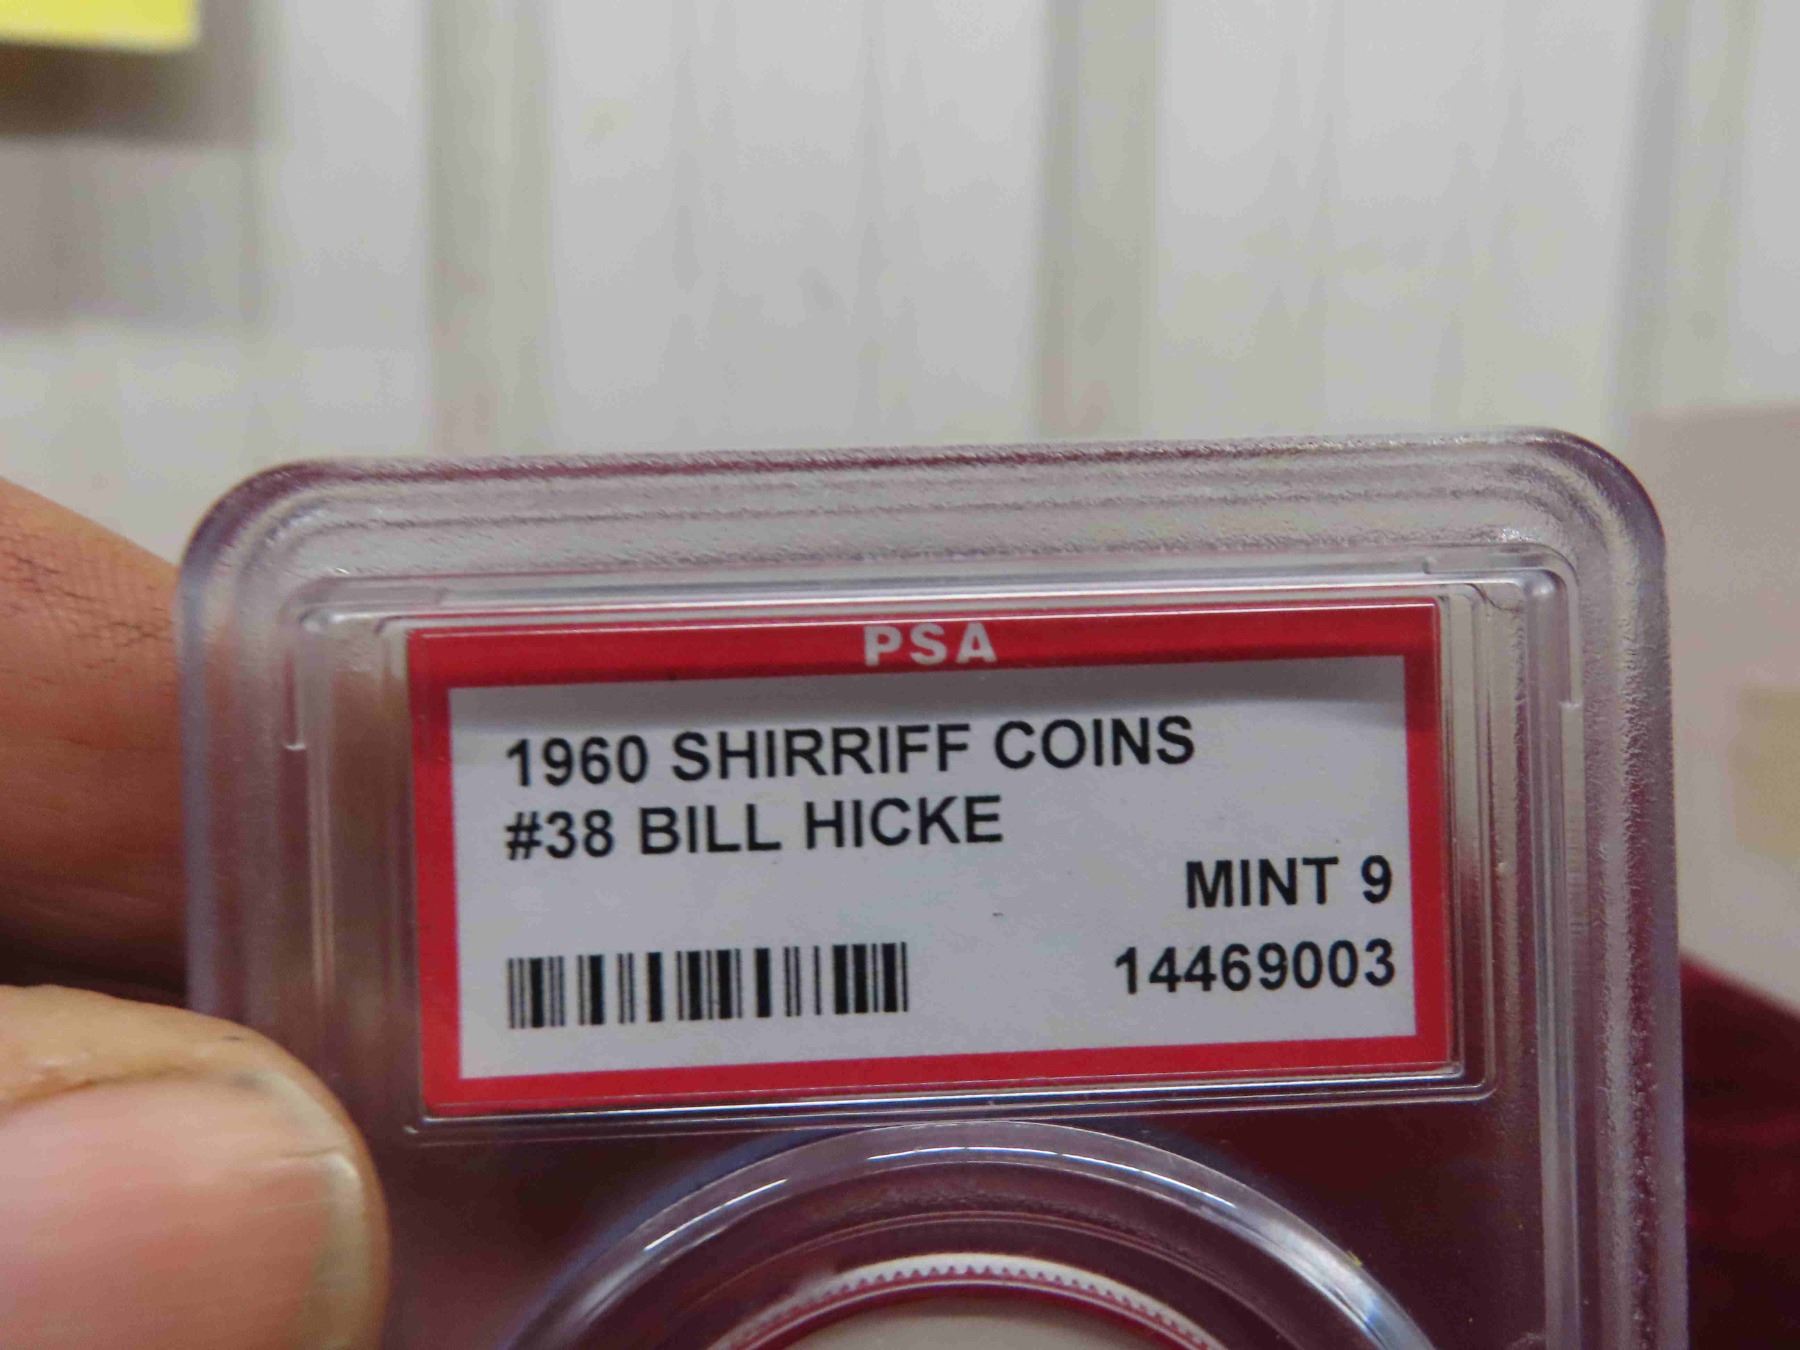 PSA
1960 SHIRRIFF COINS
#38 BILL HICKE
MINT 9
14469003